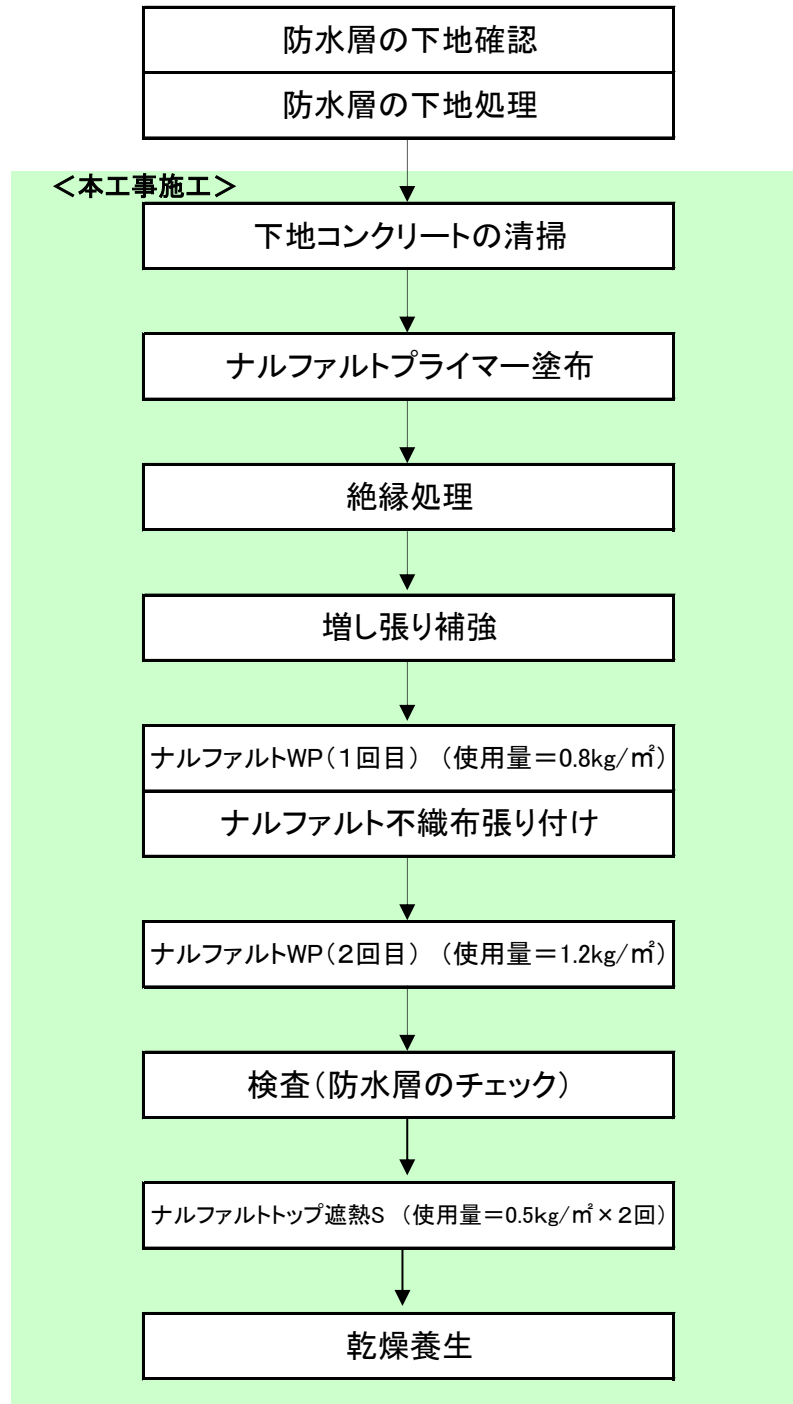 防水層の下地確認
防水層の下地処理
＜本工事施工＞
下地コンクリートの清掃
ナルファルトプライマー塗布
絶縁処理
増し張り補強
ナルファルトWP（１回目）　（使用量＝0.8kg/㎡）
ナルファルト不織布張り付け
ナルファルトWP（２回目）　（使用量＝1.2kg/㎡）
検査（防水層のチェック）
ナルファルトトップ遮熱S　（使用量＝0.5kg/㎡×２回）
乾燥養生